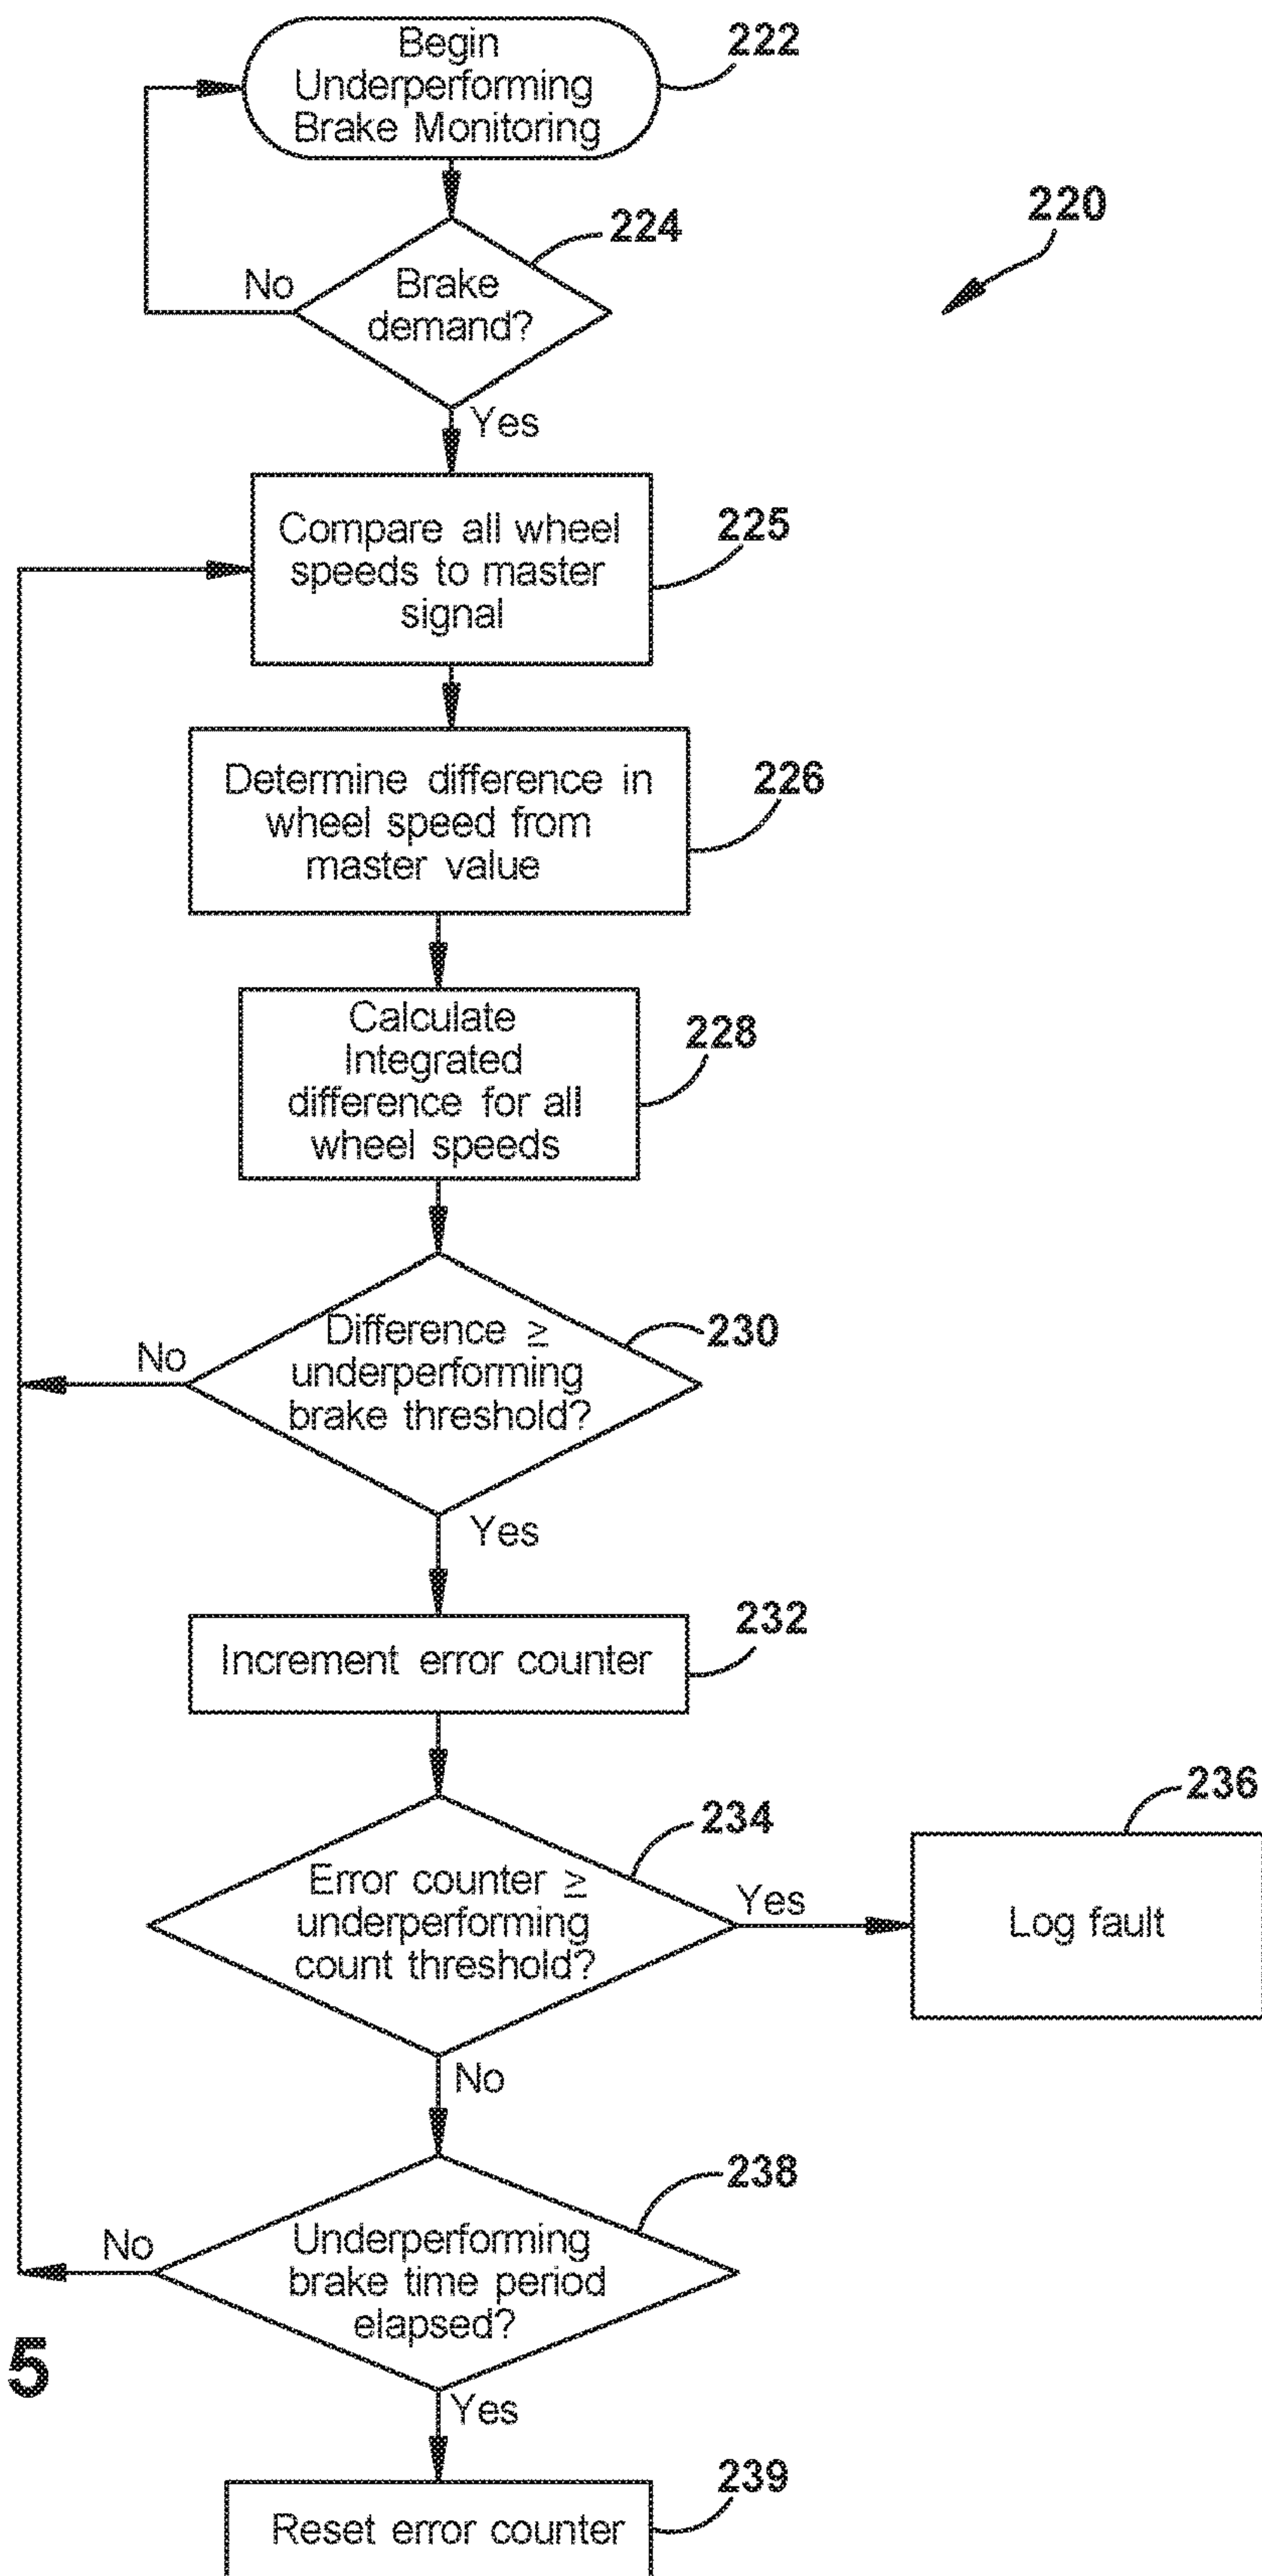 Begin
Underperforming
Brake Monitoring
222
220
224
Brake
demand?
No
Yes
Compare all wheel
speeds to master
signal
225
Determine difference in
wheel speed from
master value
226
Calculate
Integrated
difference for all
wheel speeds
228
Difference ≥
underperforming
brake threshold?
230
No
Yes
Increment error counter
232
Error counter ≥
underperforming
count threshold?
234
Yes
236
Log fault
No
Underperforming
brake time period
elapsed?
238
No
5
Yes
Reset error counter
239